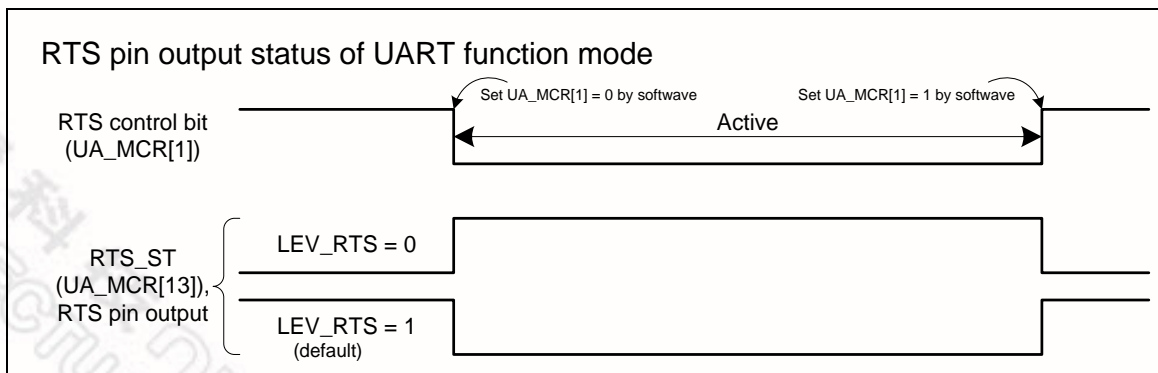 RTS pin output status of UART function mode
Set UA_MCR[1] = 0 by softwave
Set UA_MCR[1] = 1 by softwave
RTS control bit
(UA_MCR[1])
Active
RTS_ST
(UA_MCR[13]),
RTS pin output
LEV_RTS = 0
LEV_RTS = 1
(default)